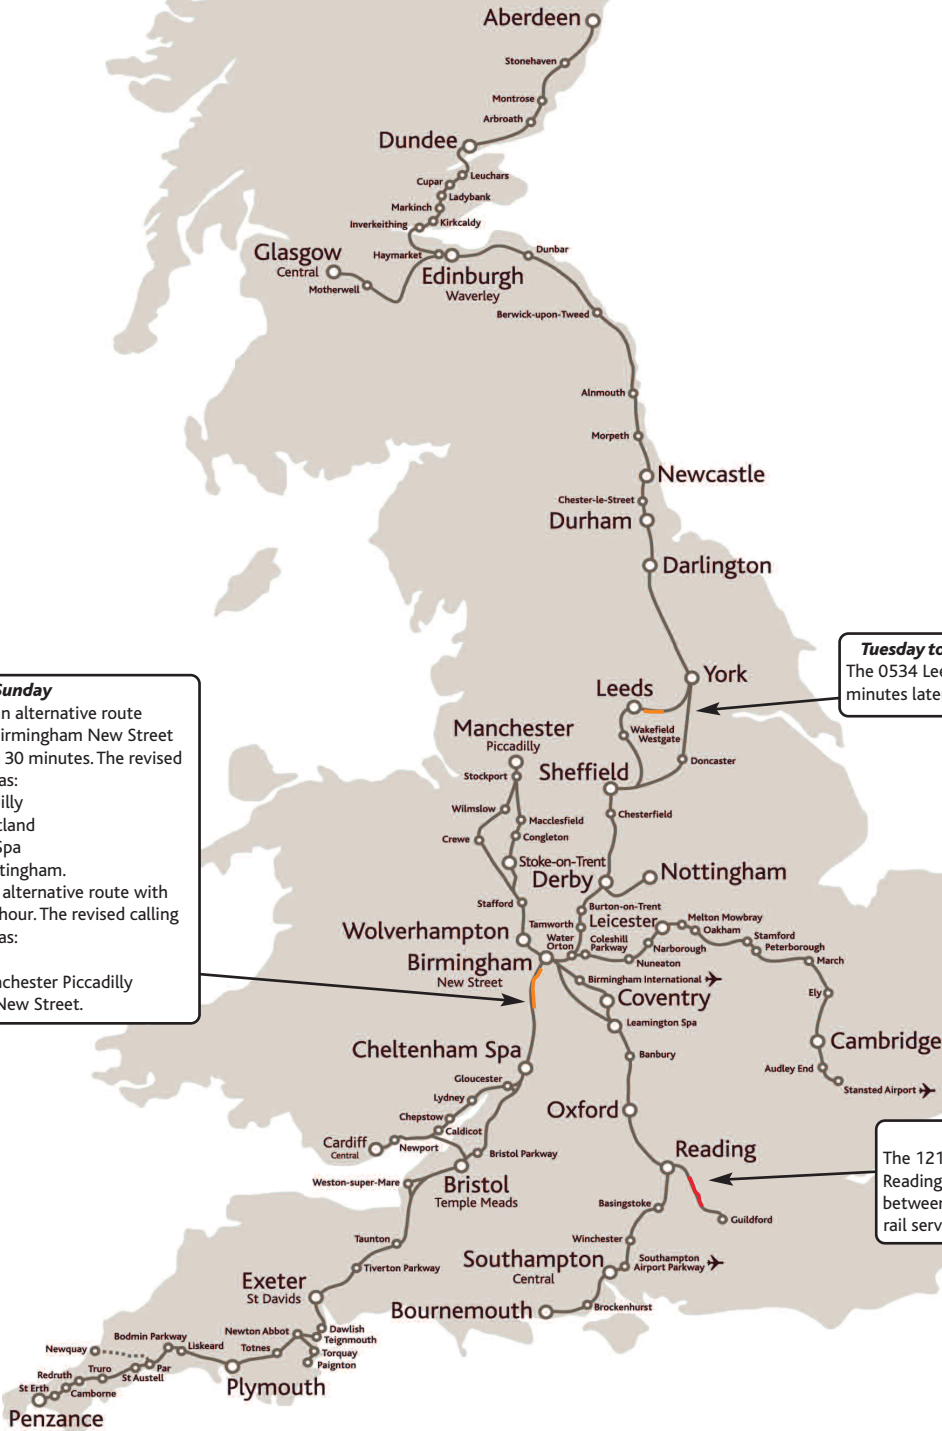 Aberdeen
Stonehaven
Montrose
Arbroath
Dundee
Leuchars
Cupar
Ladybank
Markinch
Kirkcaldy
Inverkeithing
Glasgow
Central
Motherwell
Haymarket
Edinburgh
Waverley
Dunbar
Berwick-upon-Tweed
Alnmouth
Morpeth
Newcastle
Chester-le-Street
Durham
Darlington
York
Leeds
Wakefield
Westgate
Doncaster
Tuesday to
The 0534 Lee
minutes late
Sunday
n alternative route
irmingham New Street
30 minutes. The revised
as:
illy
tland
Spa
tingham.
alternative route with
hour. The revised calling
as:
nchester Piccadilly
New Street.
Manchester
Piccadilly
Stockport
Sheffield
Chesterfield
Wilmslow
Macclesfield
Crewe
Congleton
Stoke-on-Trent
Derby
Nottingham
Stafford
Burton-on-Trent
Tamworth
Leicester
Melton Mowbray
Oakham
Stamford
Peterborough
March
Wolverhampton
Water
Orton
Coleshill
Parkway
Narborough
Nuneaton
Birmingham
New Street
Birmingham International
Coventry
Ely
Leamington Spa
Cambridge
Banbury
Audley End
Stansted Airport
Cheltenham Spa
Gloucester
Lydney
Chepstow
Caldicot
Oxford
Cardiff
Central
Newport
Bristol Parkway
Reading
The 121
Reading
between
rail serv
Weston-super-Mare
Bristol
Temple Meads
Basingstoke
Guildford
Taunton
Winchester
Southampton
Central
Southampton
Airport Parkway
Tiverton Parkway
Exeter
St Davids
Bournemouth
Brockenhurst
Newton Abbot
Dawlish
Teignmouth
Torquay
Paignton
Totnes
Bodmin Parkway
Liskeard
Newquay
Par
St Austell
Truro
Redruth
Camborne
St Erth
Plymouth
Penzance